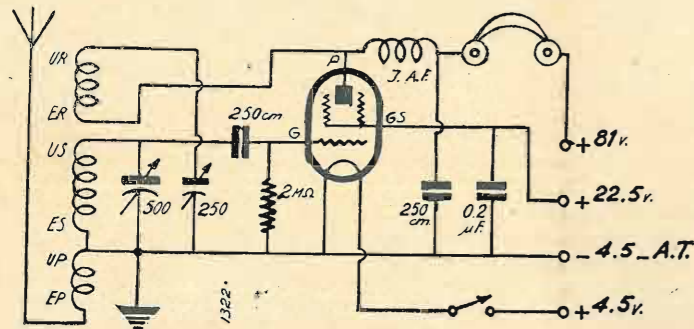 UR
P
J.A.F.
ER
250cm
G
GS
+81v.
US
500
250
2MΩ
250
cm.
0.2
µF.
+22.5v.
ES
UP
-4.5_A.T.
EP
1322.
+4.5v.